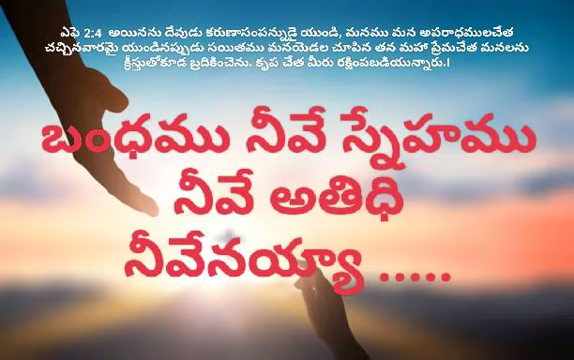 ఎఫె 2:4 అయినను దేవుడు కరుణాసంపన్నుడై యుండి, మనము మన అపరాధములచేత
చచ్చినవారమై యుండినప్పుడు సయితము మనయెడల చూపిన తన మహా ప్రేమచేత మనలను
క్రీస్తుతోకూడ బ్రదికించెను. కృప చేత మీరు రక్షింపబడియున్నారు.।
బంధము నీవే స్నేహము
నీవే అతిధి
నీవేనయ్యా .....